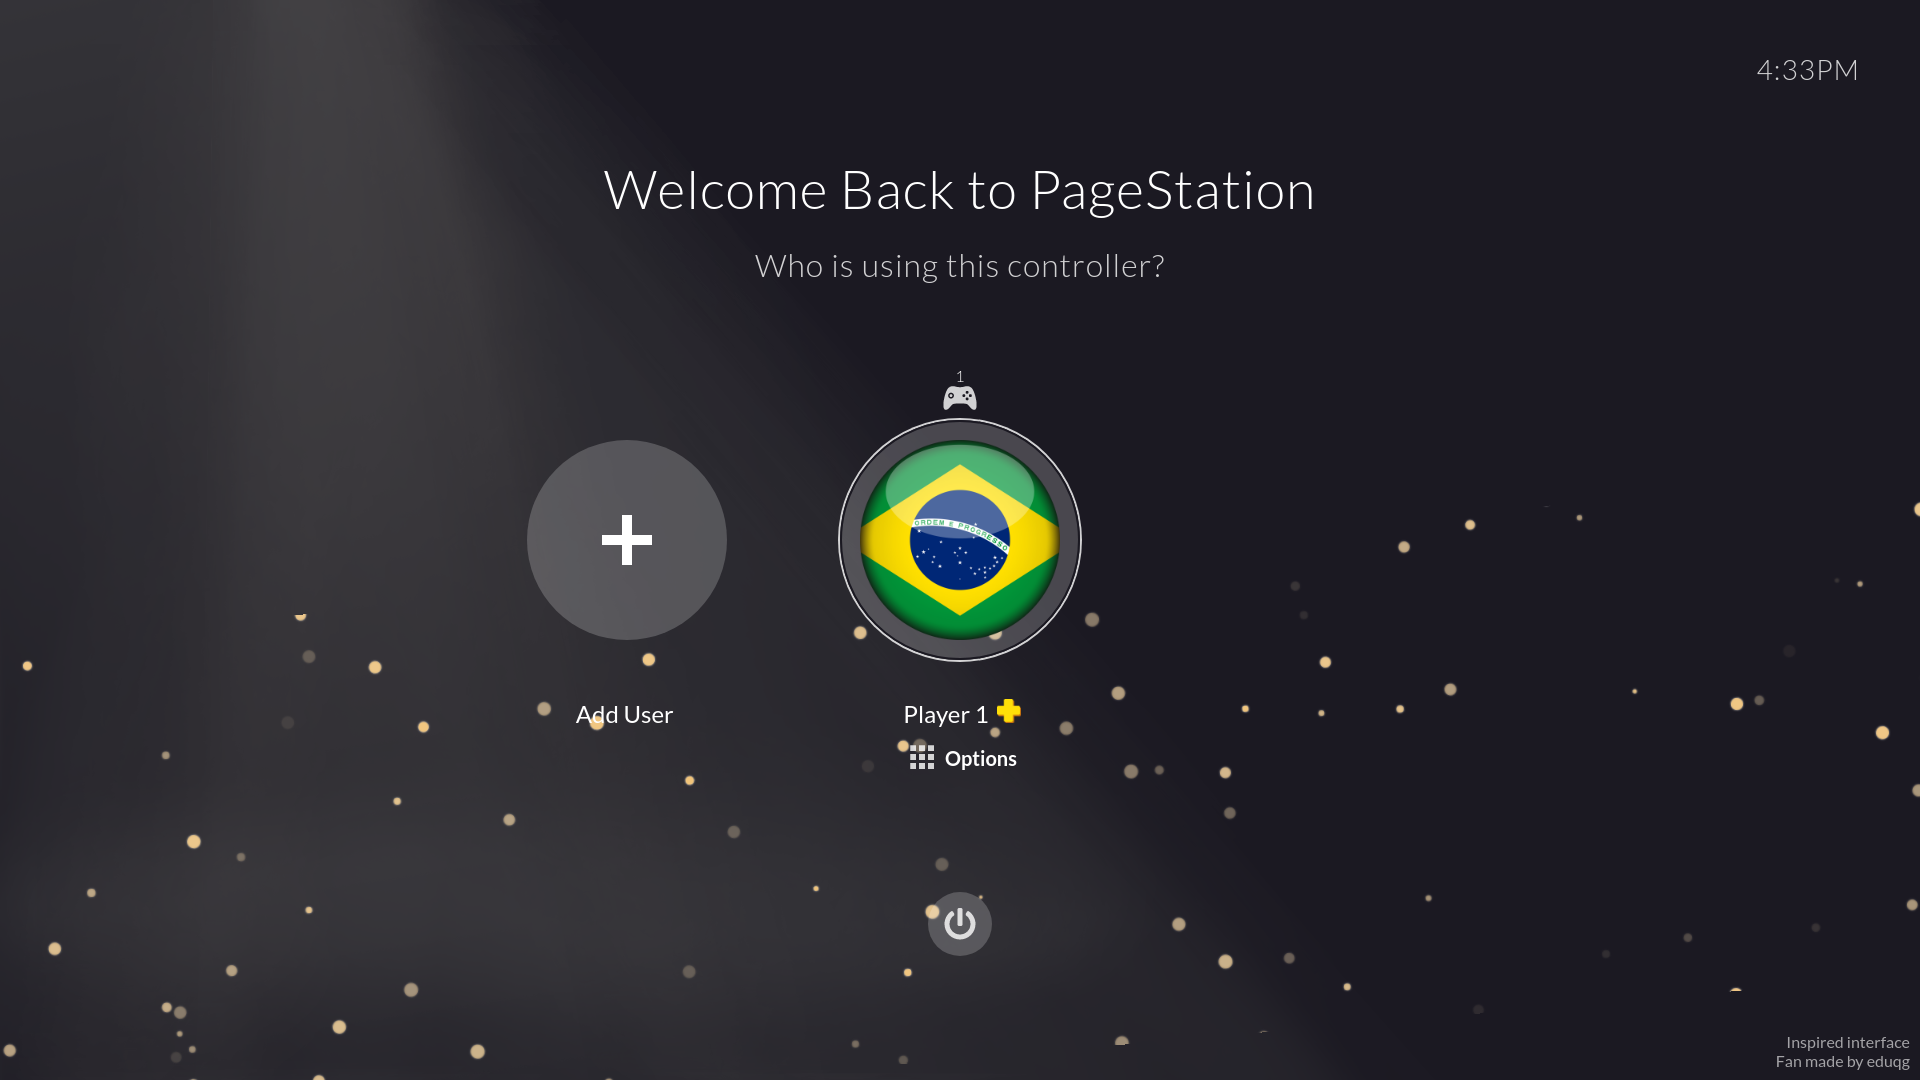 4:33PM
Welcome Back to PageStation
Who is using this controller?
1
ORDEM E PROGRESSO
Add User
Player 1
Options
Inspired interface
Fan made by eduqg